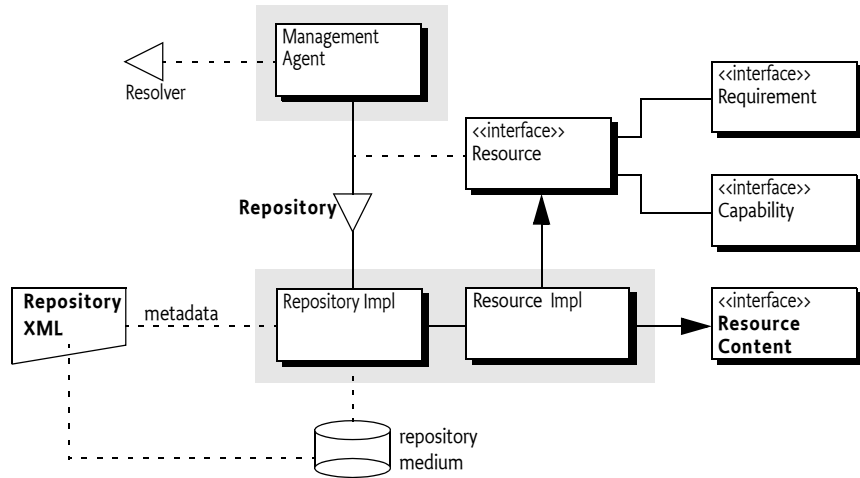 Management
Agent
Resolver
<<interface>>
Requirement
<<interface>>
Resource
<<interface>>
Capability
Repository
Repository
XML
metadata
Repository Impl
Resource Impl
<<interface>>
Resource
Content
repository
medium